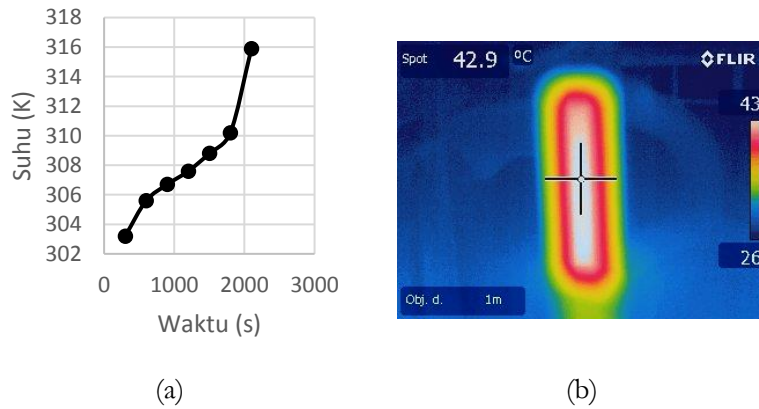 318
316
314
312
310
308
306
304
302
Suhu (K)
0 1000 2000 3000
Waktu (s)
(a)
Spot 42.9 °C
FLIR
43
26
Obj. d. 1m
(b)